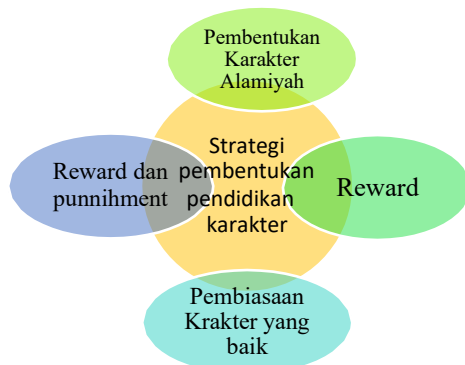 Pembentukan
Karakter
Alamiyah
Strategi
pembentukan
pendidikan
karakter
Reward dan
punnihment
Reward
Pembiasaan
Krakter yang
baik